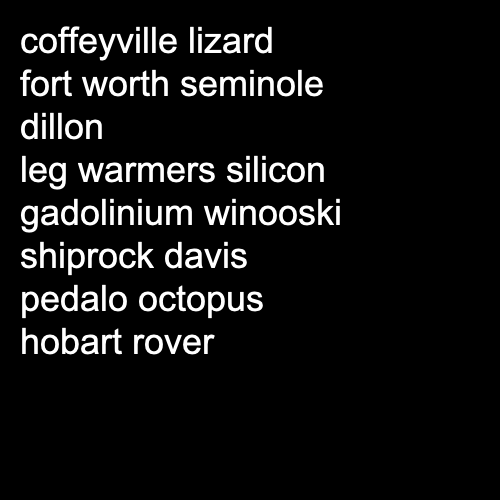 coffeyville lizard
fort worth seminole
dillon
leg warmers silicon
gadolinium winooski
shiprock davis
pedalo octopus
hobart rover